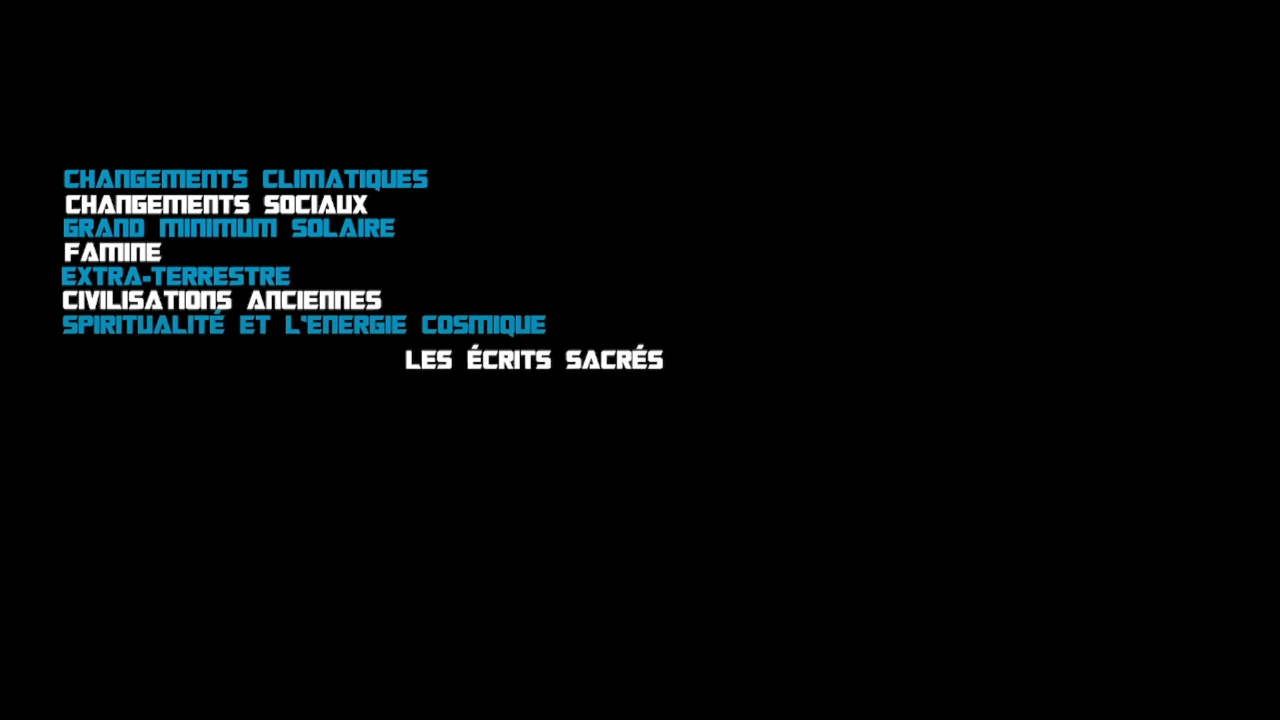 CHANGEMENTS CLIMATIQUES
CHANGEMENTS SOCIAUX
GRAND MINIMUM SOLAIRE
FAMINE
EXTRA-TERRESTRE
CIVILISATIONS ANCIENNES
SPIRITUALITÉ ET L'ENERGIE COSMIQUE
LES ÉCRITS SACRÉS